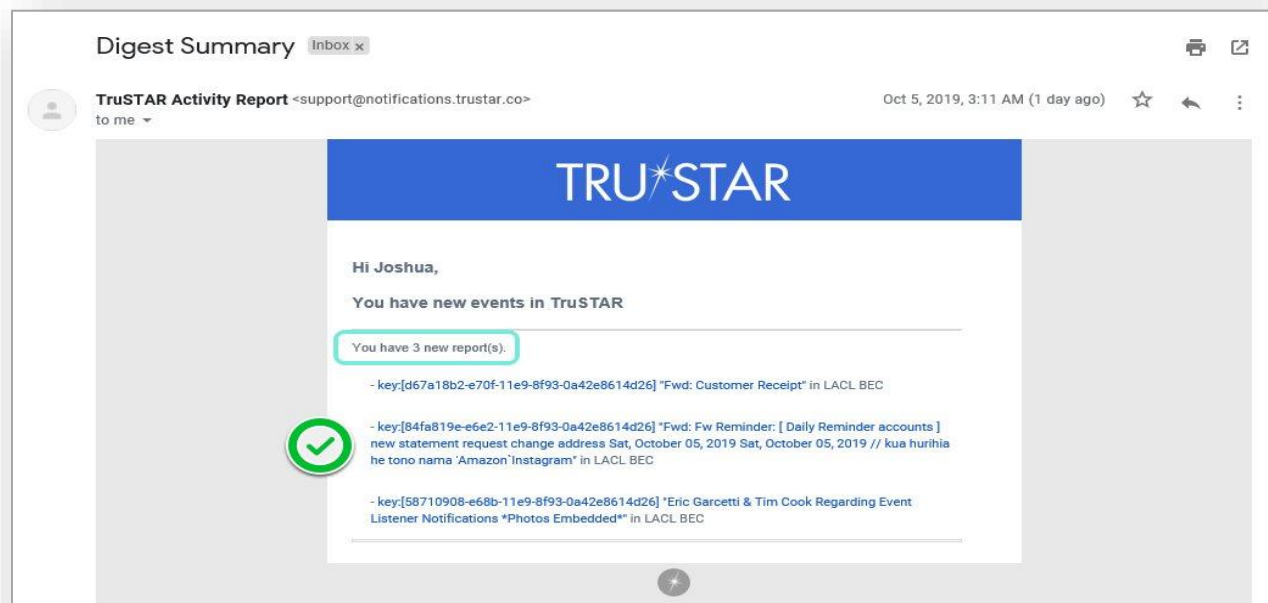 Digest Summary Inbox x
TruSTAR Activity Report <support@notifications.trustar.co>
Oct 5, 2019, 3:11 AM (1 day ago)
to me
TRU*STAR
Hi Joshua,
You have new events in TruSTAR
You have 3 new report(s).
- key:[d67a18b2-e70f-11e9-8f93-0a42e8614d26] "Fwd: Customer Receipt" in LACL BEC
- key:[84fa819e-e6e2-11e9-8f93-0a42e8614d26] "Fwd: Fw Reminder: [ Daily Reminder accounts ]
new statement request change address Sat, October 05, 2019 Sat, October 05, 2019 // kua hurihia
he tono nama 'Amazon`Instagram" in LACL BEC
- key:[58710908-e68b-11e9-8f93-0a42e8614d26] "Eric Garcetti & Tim Cook Regarding Event
Listener Notifications *Photos Embedded*" in LACL BEC